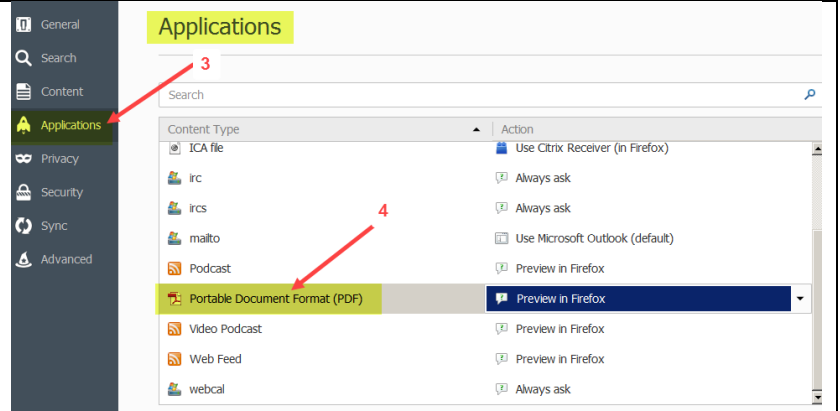 General
Search
Content
Applications
Privacy
Security
Sync
Advanced
Applications
3
Search
Content Type Action
ICA file Use Citrix Receiver (in Firefox)
irc Always ask
ircs Always ask
4
mailto Use Microsoft Outlook (default)
Podcast Preview in Firefox
Portable Document Format (PDF) Preview in Firefox
Video Podcast Preview in Firefox
Web Feed Preview in Firefox
webcal Always ask